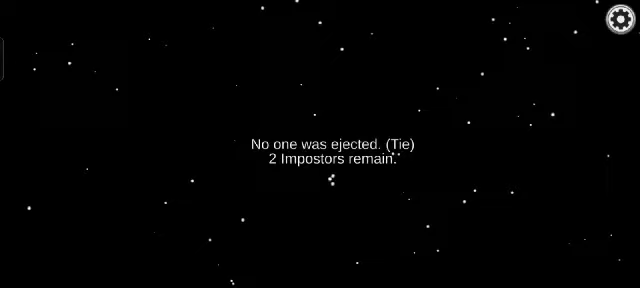 No one was ejected. (Tie)
2 Impostors remain.